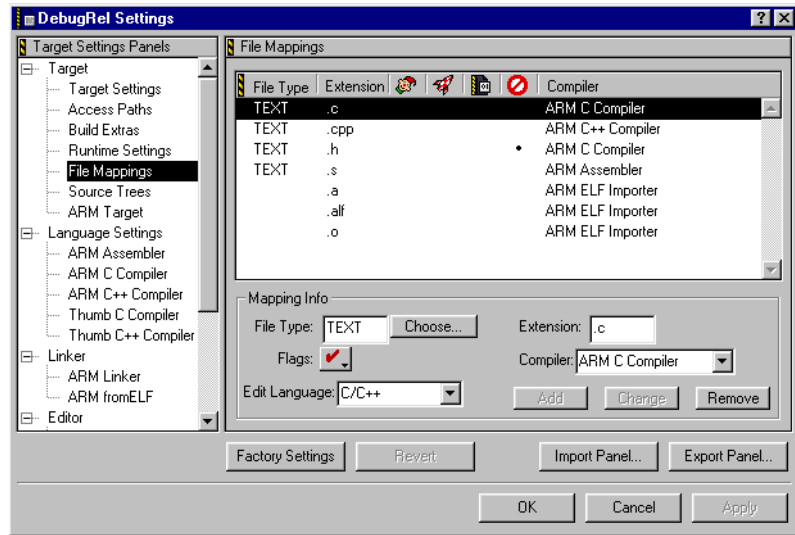 DebugRel Settings
Target Settings Panels
Target
Target Settings
Access Paths
Build Extras
Runtime Settings
File Mappings
Source Trees
ARM Target
Language Settings
ARM Assembler
ARM C Compiler
ARM C++ Compiler
Thumb C Compiler
Thumb C++ Compiler
Linker
ARM Linker
ARM fromELF
Editor
File Mappings
File Type Extension Compiler
TEXT .c ARM C Compiler
TEXT .cpp ARM C++ Compiler
TEXT .h • ARM C Compiler
TEXT .s ARM Assembler
.a ARM ELF Importer
.alf ARM ELF Importer
.o ARM ELF Importer
Mapping Info
File Type: TEXT Choose... Extension: .c
Flags: Compiler: ARM C Compiler
Edit Language: C/C++ Add Change Remove
Factory Settings Revert Import Panel... Export Panel...
OK Cancel Apply